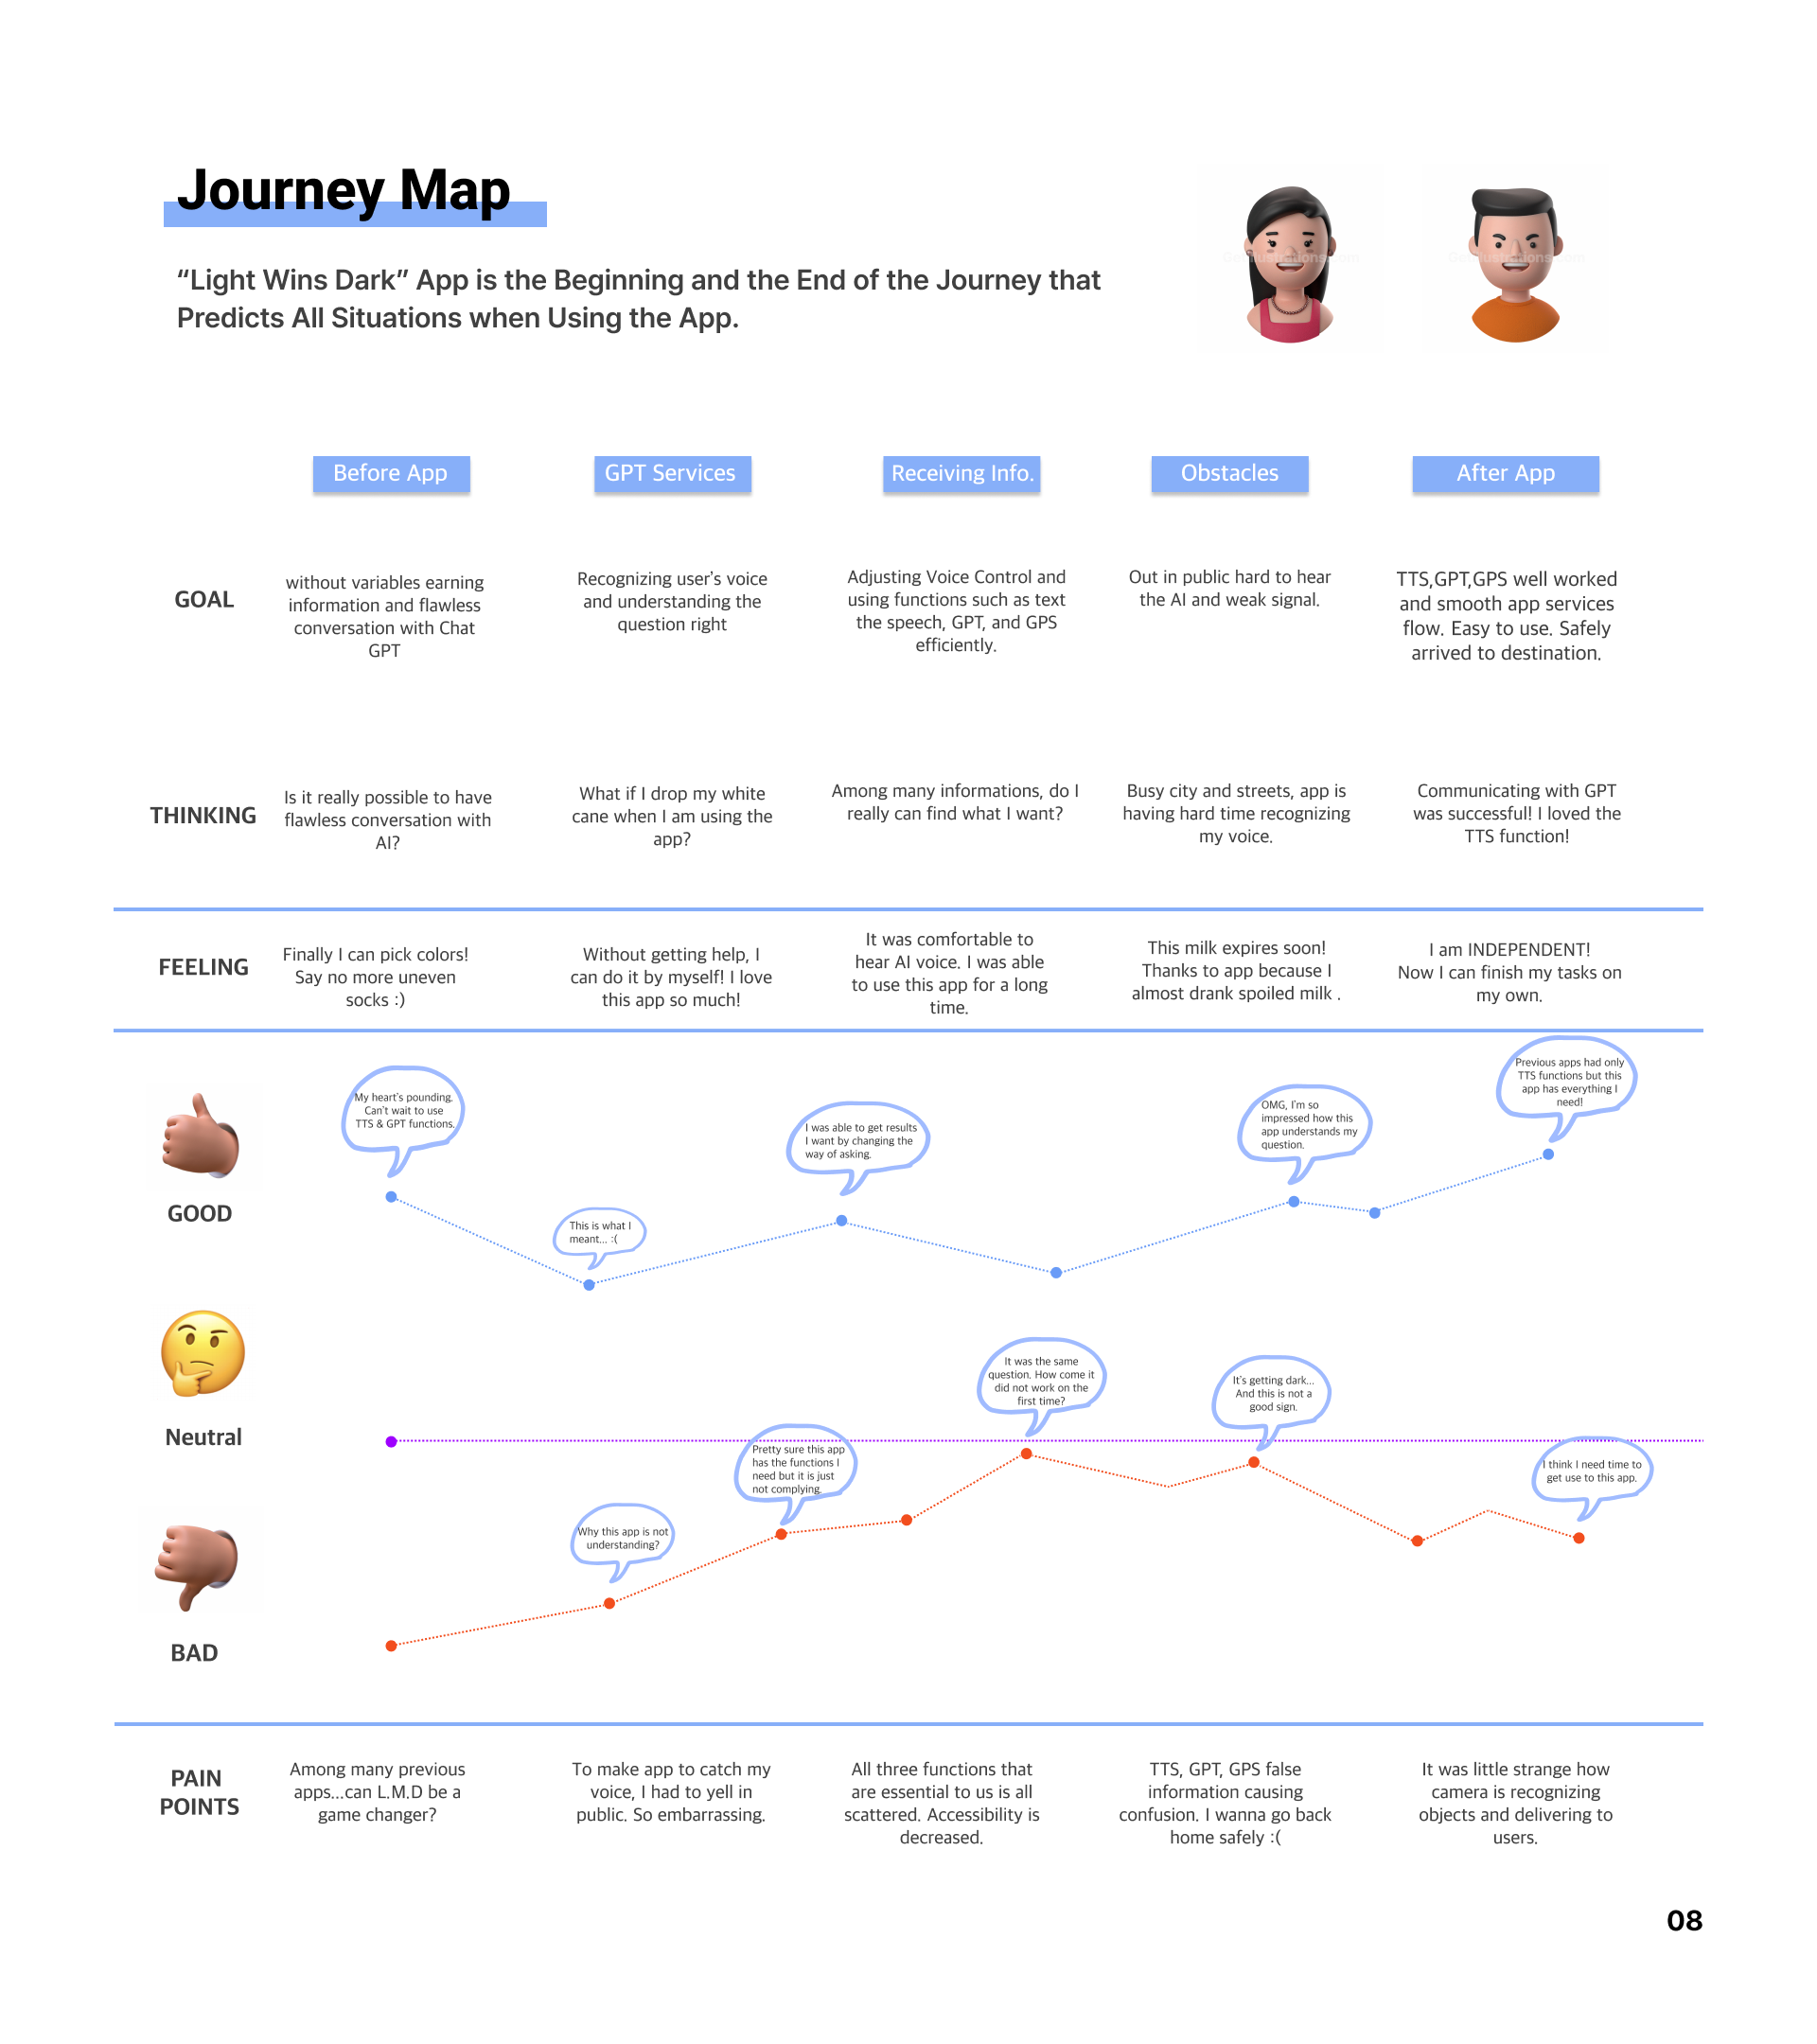 Journey Map
“Light Wins Dark” App is the Beginning and the End of the Journey that
Predicts All Situations when Using the App.
Before App
GPT Services
Receiving Info.
Obstacles
After App
GOAL
without variables earning
information and flawless
conversation with Chat
GPT
Recognizing user's voice
and understanding the
question right
Adjusting Voice Control and
using functions such as text
the speech, GPT, and GPS
efficiently.
Out in public hard to hear
the AI and weak signal.
TTS,GPT,GPS well worked
and smooth app services
flow. Easy to use. Safely
arrived to destination.
THINKING
Is it really possible to have
flawless conversation with
AI?
What if I drop my white
cane when I am using the
app?
Among many informations, do I
really can find what I want?
Busy city and streets, app is
having hard time recognizing
my voice.
Communicating with GPT
was successful! I loved the
TTS function!
FEELING
Finally I can pick colors!
Say no more uneven
socks :)
Without getting help, I
can do it by myself! I love
this app so much!
It was comfortable to
hear AI voice. I was able
to use this app for a long
time.
This milk expires soon!
Thanks to app because I
almost drank spoiled milk .
I am INDEPENDENT!
Now I can finish my tasks on
my own.
GOOD
My heart's pounding.
Can't wait to use
TTS & GPT functions.
This is what I
meant... :(
I was able to get results
I want by changing the
way of asking.
OMG, I'm so
impressed how this
app understands my
question.
Previous apps had only
TTS functions but this
app has everything I
need!
Neutral
BAD
Why this app is not
understanding?
Pretty sure this app
has the functions I
need but it is just
not complying.
It was the same
question. How come it
did not work on the
first time?
It's getting dark...
And this is not a
good sign.
I think I need time to
get use to this app.
PAIN
POINTS
Among many previous
apps...can L.M.D be a
game changer?
To make app to catch my
voice, I had to yell in
public. So embarrassing.
All three functions that
are essential to us is all
scattered. Accessibility is
decreased.
TTS, GPT, GPS false
information causing
confusion. I wanna go back
home safely :(
It was little strange how
camera is recognizing
objects and delivering to
users.
08